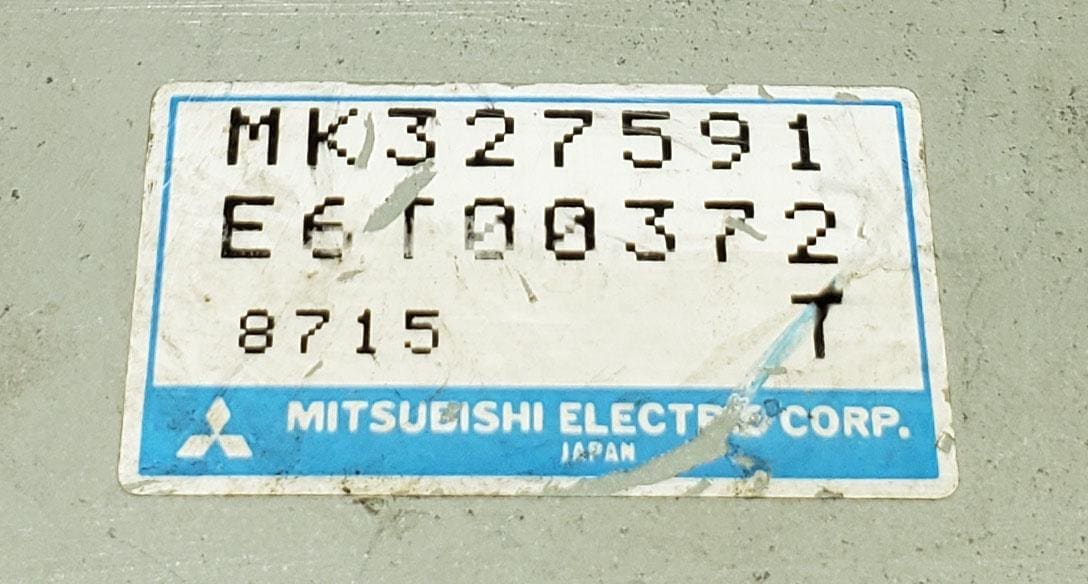 MK327591
E6T00372
8715 T
MITSUBISHI ELECTRIC CORP.
JAPAN